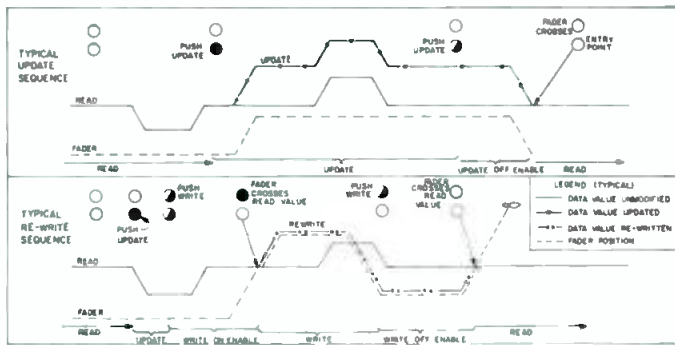 TYPICAL
UPDATE
SEQUENCE
PUSH
UPDATE
PUSH
UPDATE
FADER
CROSSES
ENTRY
POINT
UPDATE
READ
FADER
READ
UPDATE
UPDATE OFF ENABLE
READ
TYPICAL
RE-WRITE
SEQUENCE
PUSH
WRITE
PUSH
UPDATE
FADER
CROSSES
READ VALUE
PUSH
WRITE
FADER
CROSSES
READ
VALUE
REWRITE
READ
FADER
READ
UPDATE
WRITE ON ENABLE
WRITE
WRITE OFF ENABLE
READ
LEGEND (TYPICAL)
DATA VALUE UNMODIFIED
DATA VALUE UPDATED
DATA VALUE RE-WRITTEN
FADER POSITION